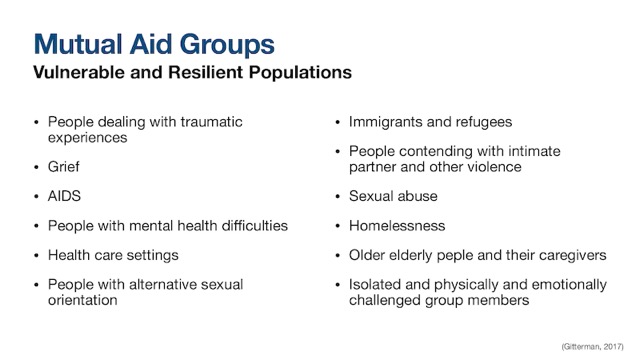 Mutual Aid Groups
Vulnerable and Resilient Populations
• People dealing with traumatic
experiences
• Grief
• AIDS
• People with mental health difficulties
• Health care settings
• People with alternative sexual
orientation
• Immigrants and refugees
• People contending with intimate
partner and other violence
• Sexual abuse
• Homelessness
• Older elderly peple and their caregivers
• Isolated and physically and emotionally
challenged group members
(Gitterman, 2017)